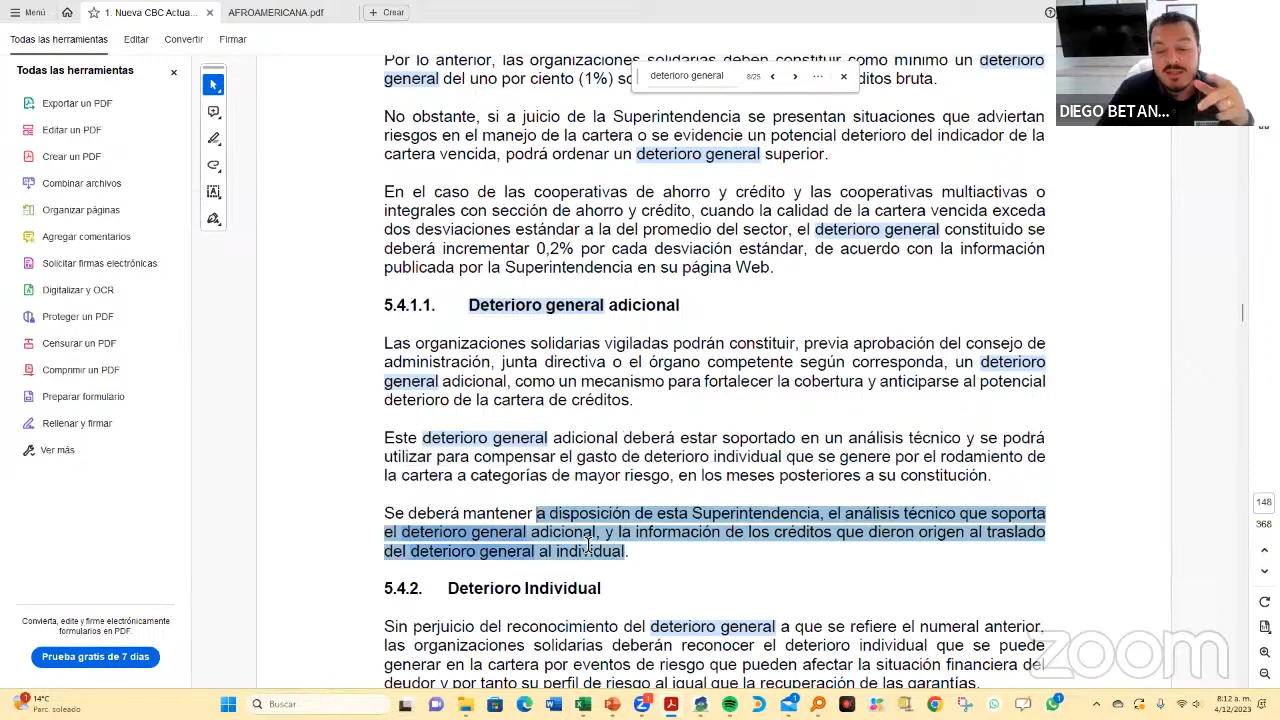 Menú
1. Nueva CBC Actua...
AFROAMERICANA.pdf
Crear
Todas las herramientas
Editar
Convertir
Firmar
Todas las herramientas
Exportar un PDF
Editar un PDF
Crear un PDF
Combinar archivos
Organizar páginas
Agregar comentarios
Solicitar firmas electrónicas
Digitalizar y OCR
Proteger un PDF
Censurar un PDF
Comprimir un PDF
Preparar formulario
Rellenar y firmar
Ver más
Convierta, edite y firme electrónicamente
formularios en PDF.
Prueba gratis de 7 días
deterioro general
8/25
Por lo anterior, las organizaciones solidarias deben constituir como mínimo un deterioro
general del uno por ciento (1%) so ditos bruta.
No obstante, si a juicio de la Superintendencia se presentan situaciones que adviertan
riesgos en el manejo de la cartera o se evidencie un potencial deterioro del indicador de
cartera vencida, podrá ordenar un deterioro general superior.
En el caso de las cooperativas de ahorro y crédito y las cooperativas multiactivas o
integrales con sección de ahorro y crédito, cuando la calidad de la cartera vencida exceda
dos desviaciones estándar a la del promedio del sector, el deterioro general constituido se
deberá incrementar 0,2% por cada desviación estándar, de acuerdo con la información
publicada por la Superintendencia en su página Web.
5.4.1.1. Deterioro general adicional
Las organizaciones solidarias vigiladas podrán constituir, previa aprobación del consejo de
administración, junta directiva o el órgano competente según corresponda, un deterioro
general adicional, como un mecanismo para fortalecer la cobertura y anticiparse al potencial
deterioro de la cartera de créditos.
Este deterioro general adicional deberá estar soportado en un análisis técnico y se podrá
utilizar para compensar el gasto de deterioro individual que se genere por el rodamiento de
la cartera a categorías de mayor riesgo, en los meses posteriores a su constitución.
Se deberá mantener a disposición de esta Superintendencia, el análisis técnico que soporta
el deterioro general adicional, y la información de los créditos que dieron origen al traslado
del deterioro general al individual.
5.4.2. Deterioro Individual
Sin perjuicio del reconocimiento del deterioro general a que se refiere el numeral anterior,
las organizaciones solidarias deberán reconocer el deterioro individual que se puede
generar en la cartera por eventos de riesgo que pueden afectar la situación financiera del
deudor y por tanto su perfil de riesgo al igual que la recuperación de las garantías.
DIEGO BETAN...
148
368
zoom
14°C
Parc. soleado
Buscar
8:12 a. m.
4/12/2023